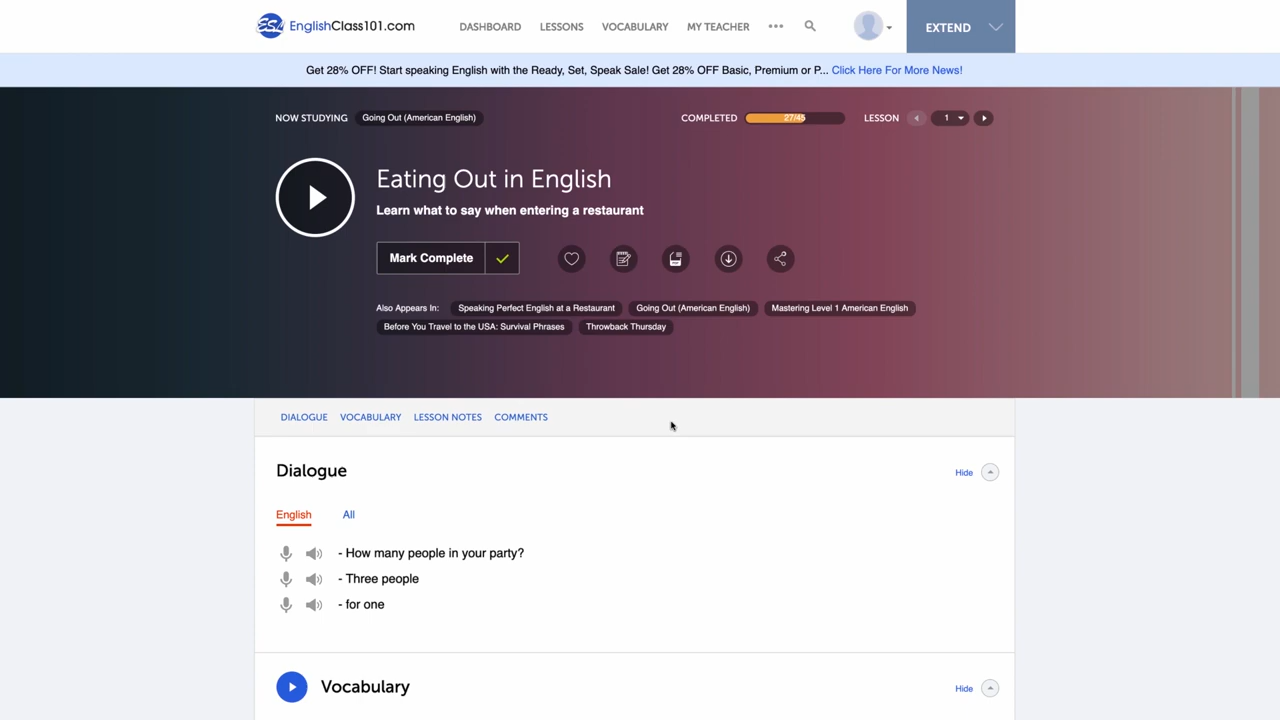 EnglishClass101.com
DASHBOARD LESSONS VOCABULARY MY TEACHER ••• EXTEND
Get 28% OFF! Start speaking English with the Ready, Set, Speak Sale! Get 28% OFF Basic, Premium or P... Click Here For More News!
NOW STUDYING Going Out (American English) COMPLETED 27/45 LESSON 1
Eating Out in English
Learn what to say when entering a restaurant
Mark Complete
Also Appears In: Speaking Perfect English at a Restaurant Going Out (American English) Mastering Level 1 American English
Before You Travel to the USA: Survival Phrases Throwback Thursday
DIALOGUE VOCABULARY LESSON NOTES COMMENTS
Dialogue Hide
English All
- How many people in your party?
- Three people
- for one
Vocabulary Hide